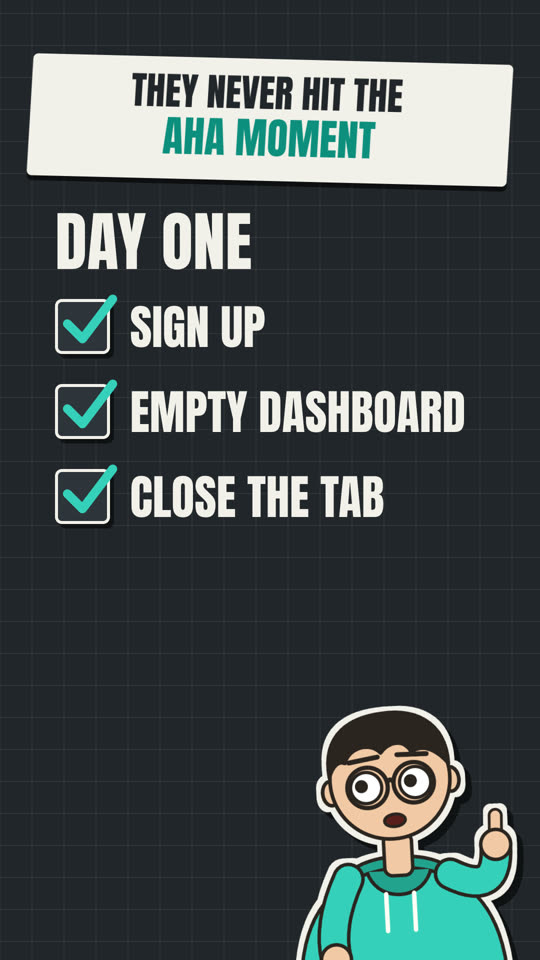 THEY NEVER HIT THE
AHA MOMENT
DAY ONE
SIGN UP
EMPTY DASHBOARD
CLOSE THE TAB